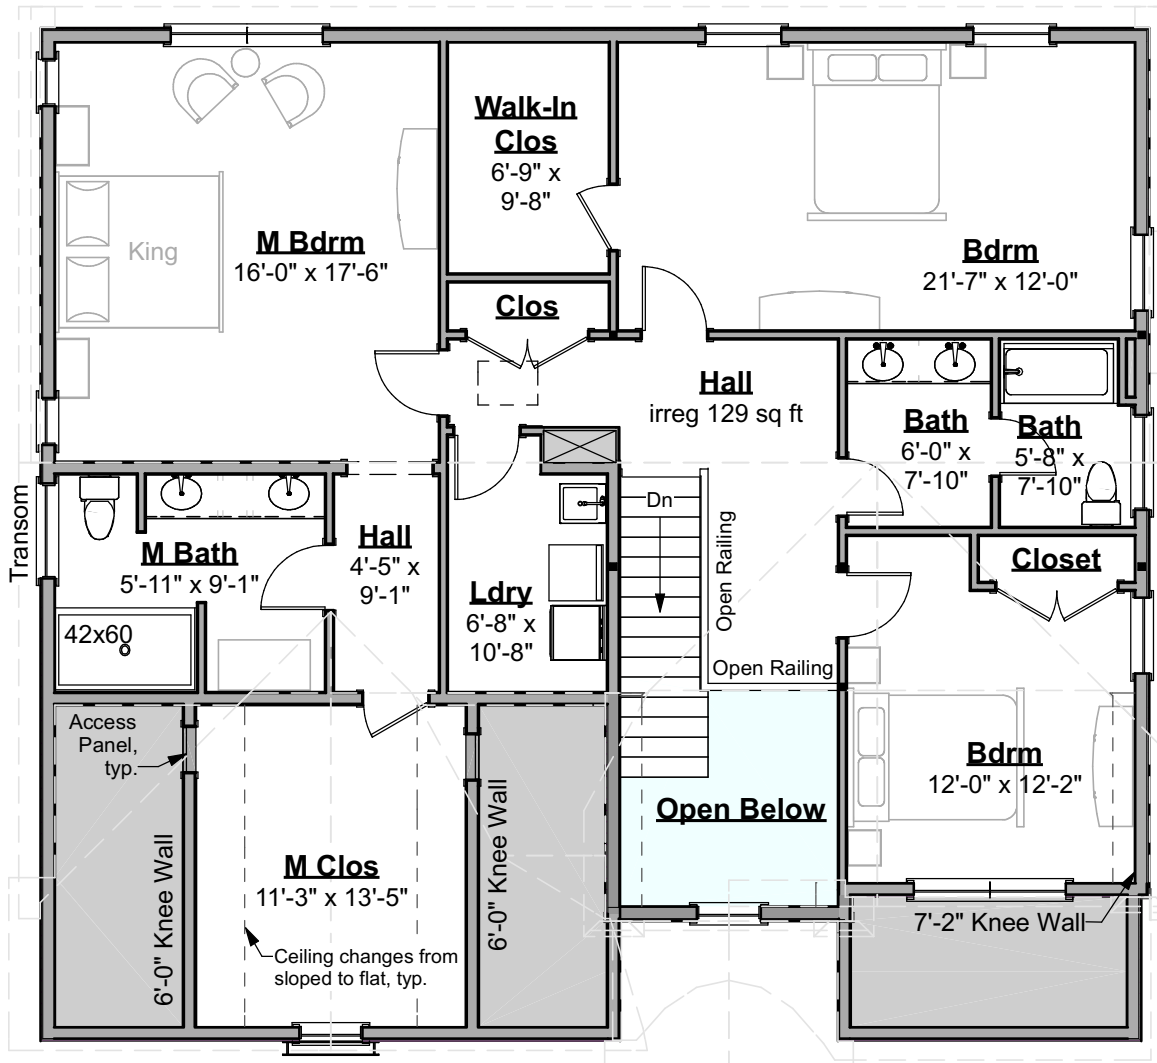 Walk-In
Clos
6'-9" x
9'-8"
King
M Bdrm
16'-0" x 17'-6"
Bdrm
21'-7" x 12'-0"
Clos
Hall
irreg 129 sq ft
Bath
6'-0" x
7'-10"
Bath
5'-8" x
7'-10"
Transom
M Bath
5'-11" x 9'-1"
42x60
Hall
4'-5" x
9'-1"
Ldry
6'-8" x
10'-8"
Dn
Open Railing
Open Railing
Closet
Access
Panel,
typ.
6'-0" Knee Wall
M Clos
11'-3" x 13'-5"
Ceiling changes from
sloped to flat, typ.
6'-0" Knee Wall
Open Below
Bdrm
12'-0" x 12'-2"
7'-2" Knee Wall